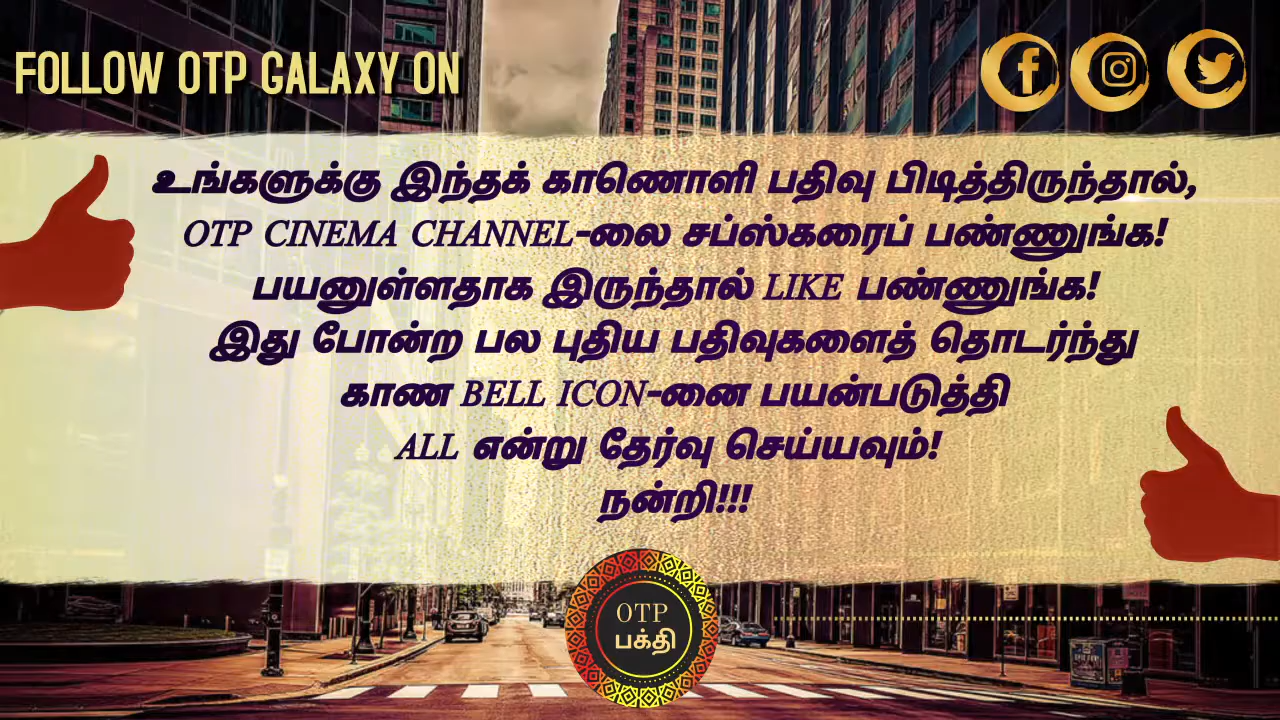 FOLLOW OTP GALAXY ON
உங்களுக்கு இந்தக் காணொளி பதிவு பிடித்திருந்தால்,
OTP CINEMA CHANNEL-லை சப்ஸ்கரைப் பண்ணுங்க!
பயனுள்ளதாக இருந்தால் LIKE பண்ணுங்க!
இது போன்ற பல புதிய பதிவுகளைத் தொடர்ந்து
காண BELL ICON-னை பயன்படுத்தி
ALL என்று தேர்வு செய்யவும்!
நன்றி!!!
OTP
பக்தி